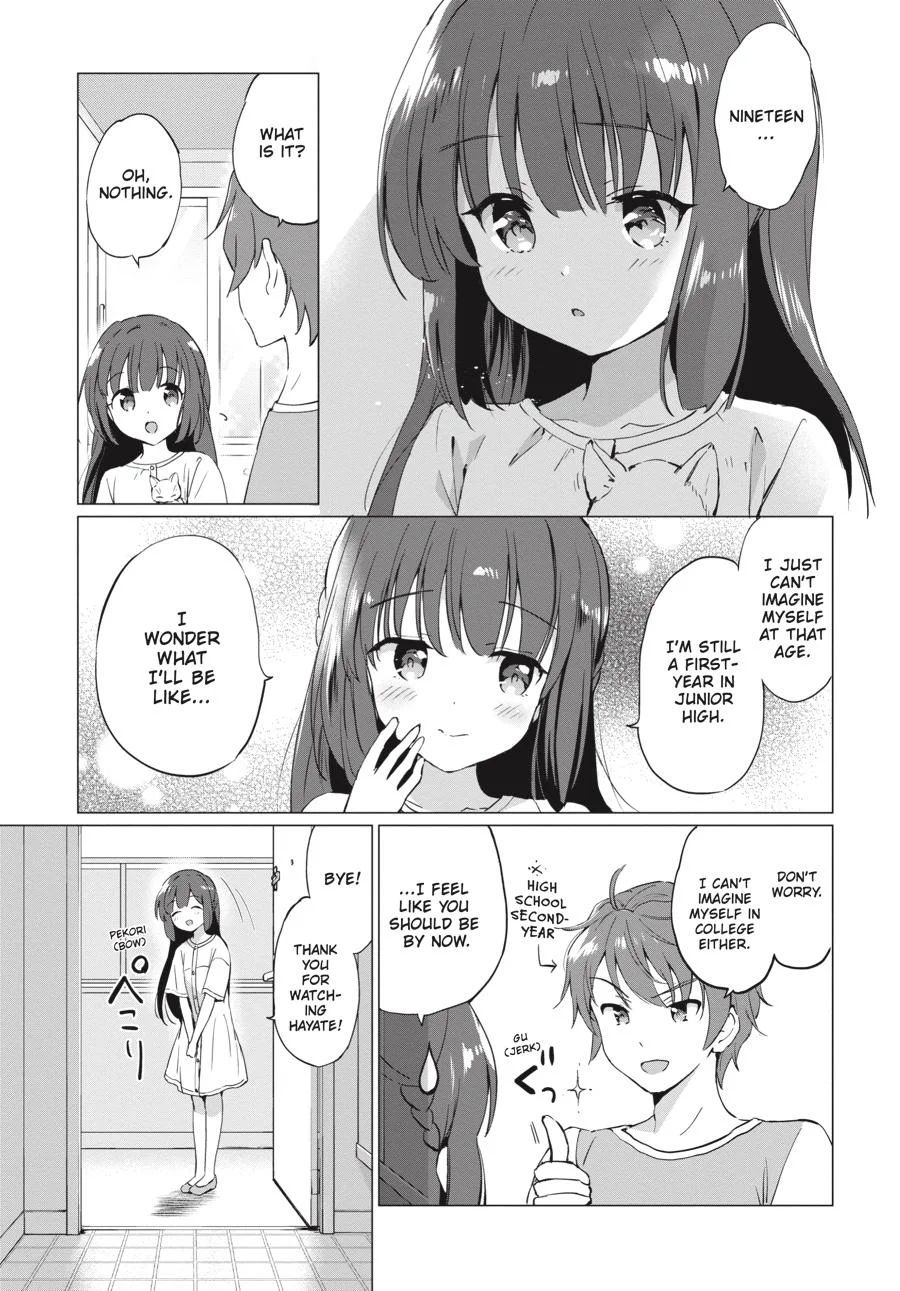 NINETEEN
...
WHAT
IS IT?
OH,
NOTHING.
I JUST
CAN'T
IMAGINE
MYSELF
AT THAT
AGE.
I'M STILL
A FIRST-
YEAR IN
JUNIOR
HIGH.
I
WONDER
WHAT
I'LL BE
LIKE...
DON'T
WORRY.
I CAN'T
IMAGINE
MYSELF IN
COLLEGE
EITHER.
※
HIGH
SCHOOL
SECOND-
YEAR
GU
(JERK)
ぐっ
...I FEEL
LIKE YOU
SHOULD BE
BY NOW.
BYE!
THANK
YOU
FOR
WATCH-
ING
HAYATE!
PEKORI
(BOW)
ぺこり